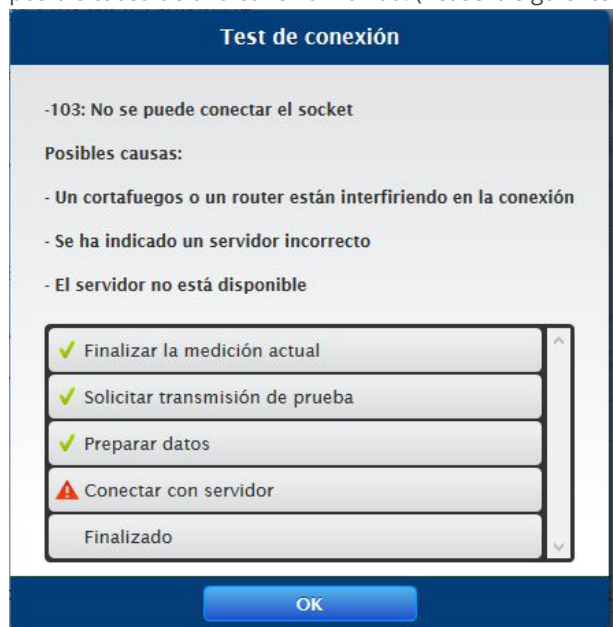 Test de conexión
-103: No se puede conectar el socket
Posibles causas:
- Un cortafuegos o un router están interfiriendo en la conexión
- Se ha indicado un servidor incorrecto
- El servidor no está disponible
Finalizar la medición actual
Solicitar transmisión de prueba
Preparar datos
Conectar con servidor
Finalizado
OK